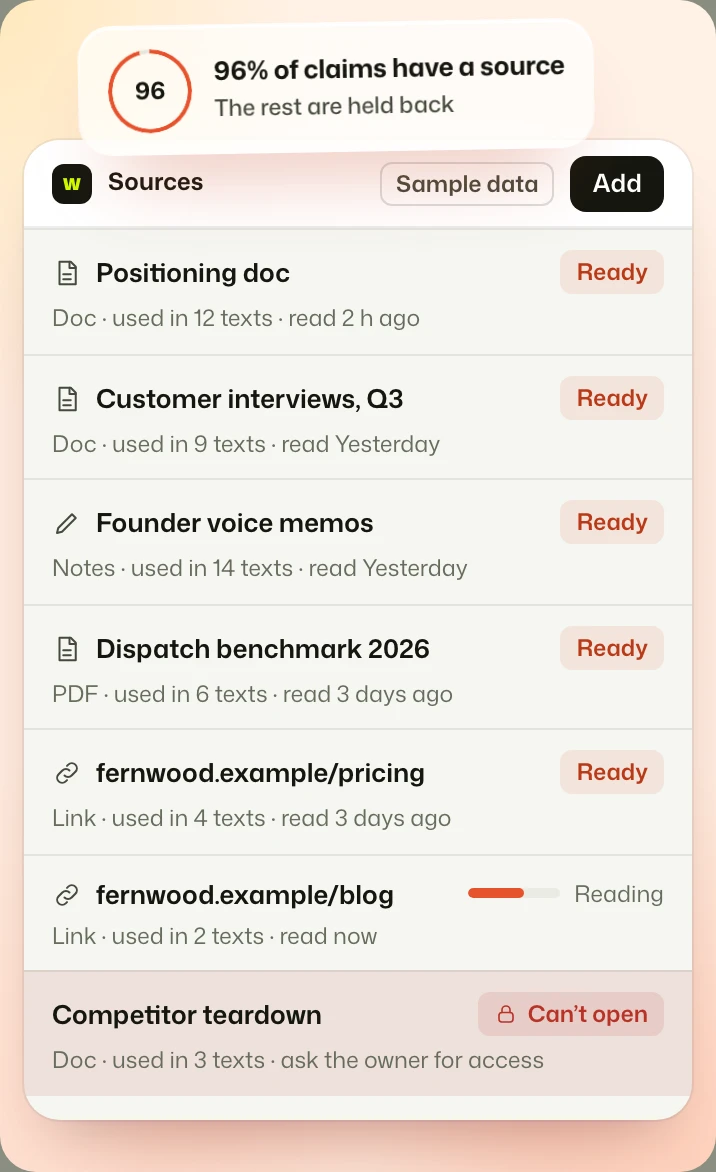 96
96% of claims have a source
The rest are held back
w
Sources
Sample data
Add
Positioning doc
Ready
Doc · used in 12 texts · read 2 h ago
Customer interviews, Q3
Ready
Doc · used in 9 texts · read Yesterday
Founder voice memos
Ready
Notes · used in 14 texts · read Yesterday
Dispatch benchmark 2026
Ready
PDF · used in 6 texts · read 3 days ago
fernwood.example/pricing
Ready
Link · used in 4 texts · read 3 days ago
fernwood.example/blog
Reading
Link · used in 2 texts · read now
Competitor teardown
Can’t open
Doc · used in 3 texts · ask the owner for access